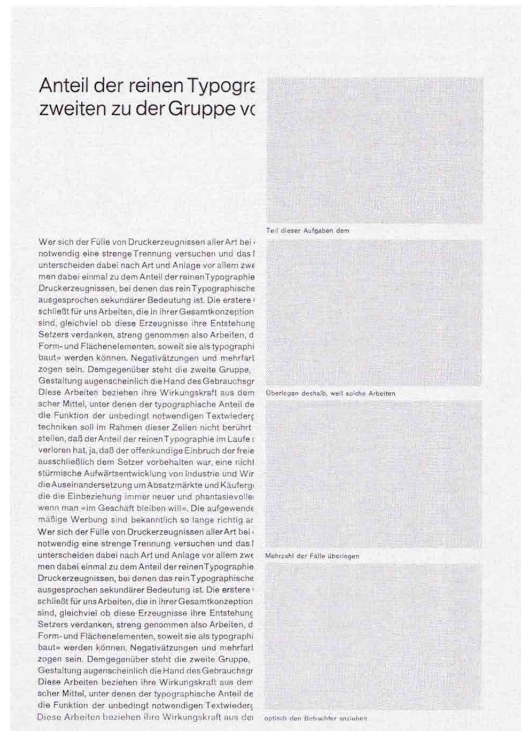 Anteil der reinen Typogra
zweiten zu der Gruppe vo
Wer sich der Fülle von Druckerzeugnissen aller Art bei
notwendig eine strenge Trennung versuchen und das
unterscheiden dabei nach Art und Anlage vor allem zwe
men dabei einmal zu dem Anteil der reinen Typographie
Druckerzeugnissen, bei denen das rein Typographische
ausgesprochen sekundärer Bedeutung ist. Die erstere
schließt für uns Arbeiten, die in ihrer Gesamtkonzeption
sind, gleichviel ob diese Erzeugnisse ihre Entstehung
Setzers verdanken, streng genommen also Arbeiten, d
Form- und Flächenelementen, soweit sie als typographi
baut» werden können. Negativätzungen und mehrfarb
zogen sein. Demgegenüber steht die zweite Gruppe,
Gestaltung augenscheinlich die Hand des Gebrauchsgr
Diese Arbeiten beziehen ihre Wirkungskraft aus dem
scher Mittel, unter denen der typographische Anteil de
die Funktion der unbedingt notwendigen Textwiederg
techniken soll im Rahmen dieser Zeilen nicht berührt
stellen, daß der Anteil der reinen Typographie im Laufe
verloren hat, ja, daß der offenkundige Einbruch der freie
ausschließlich dem Setzer vorbehalten war, eine nicht
stürmische Aufwärtsentwicklung von Industrie und Wir
die Auseinandersetzung um Absatzmärkte und Käuferg
die die Einbeziehung immer neuer und phantasievolle
wenn man «im Geschäft bleiben will». Die aufgewende
mäßige Werbung sind bekanntlich so lange richtig an
Wer sich der Fülle von Druckerzeugnissen aller Art bei
notwendig eine strenge Trennung versuchen und das
unterscheiden dabei nach Art und Anlage vor allem zwe
men dabei einmal zu dem Anteil der reinen Typographie
Druckerzeugnissen, bei denen das rein Typographische
ausgesprochen sekundärer Bedeutung ist. Die erstere
schließt für uns Arbeiten, die in ihrer Gesamtkonzeption
sind, gleichviel ob diese Erzeugnisse ihre Entstehung
Setzers verdanken, streng genommen also Arbeiten, d
Form- und Flächenelementen, soweit sie als typographi
baut» werden können. Negativätzungen und mehrfarb
zogen sein. Demgegenüber steht die zweite Gruppe,
Gestaltung augenscheinlich die Hand des Gebrauchsgr
Diese Arbeiten beziehen ihre Wirkungskraft aus dem
scher Mittel, unter denen der typographische Anteil de
die Funktion der unbedingt notwendigen Textwiederg
Diese Arbeiten beziehen ihre Wirkungskraft aus der
Teil dieser Aufgaben dem
Überlegen deshalb, weil solche Arbeiten
Mehrzahl der Fälle überlegen
optisch den Betrachter anziehen